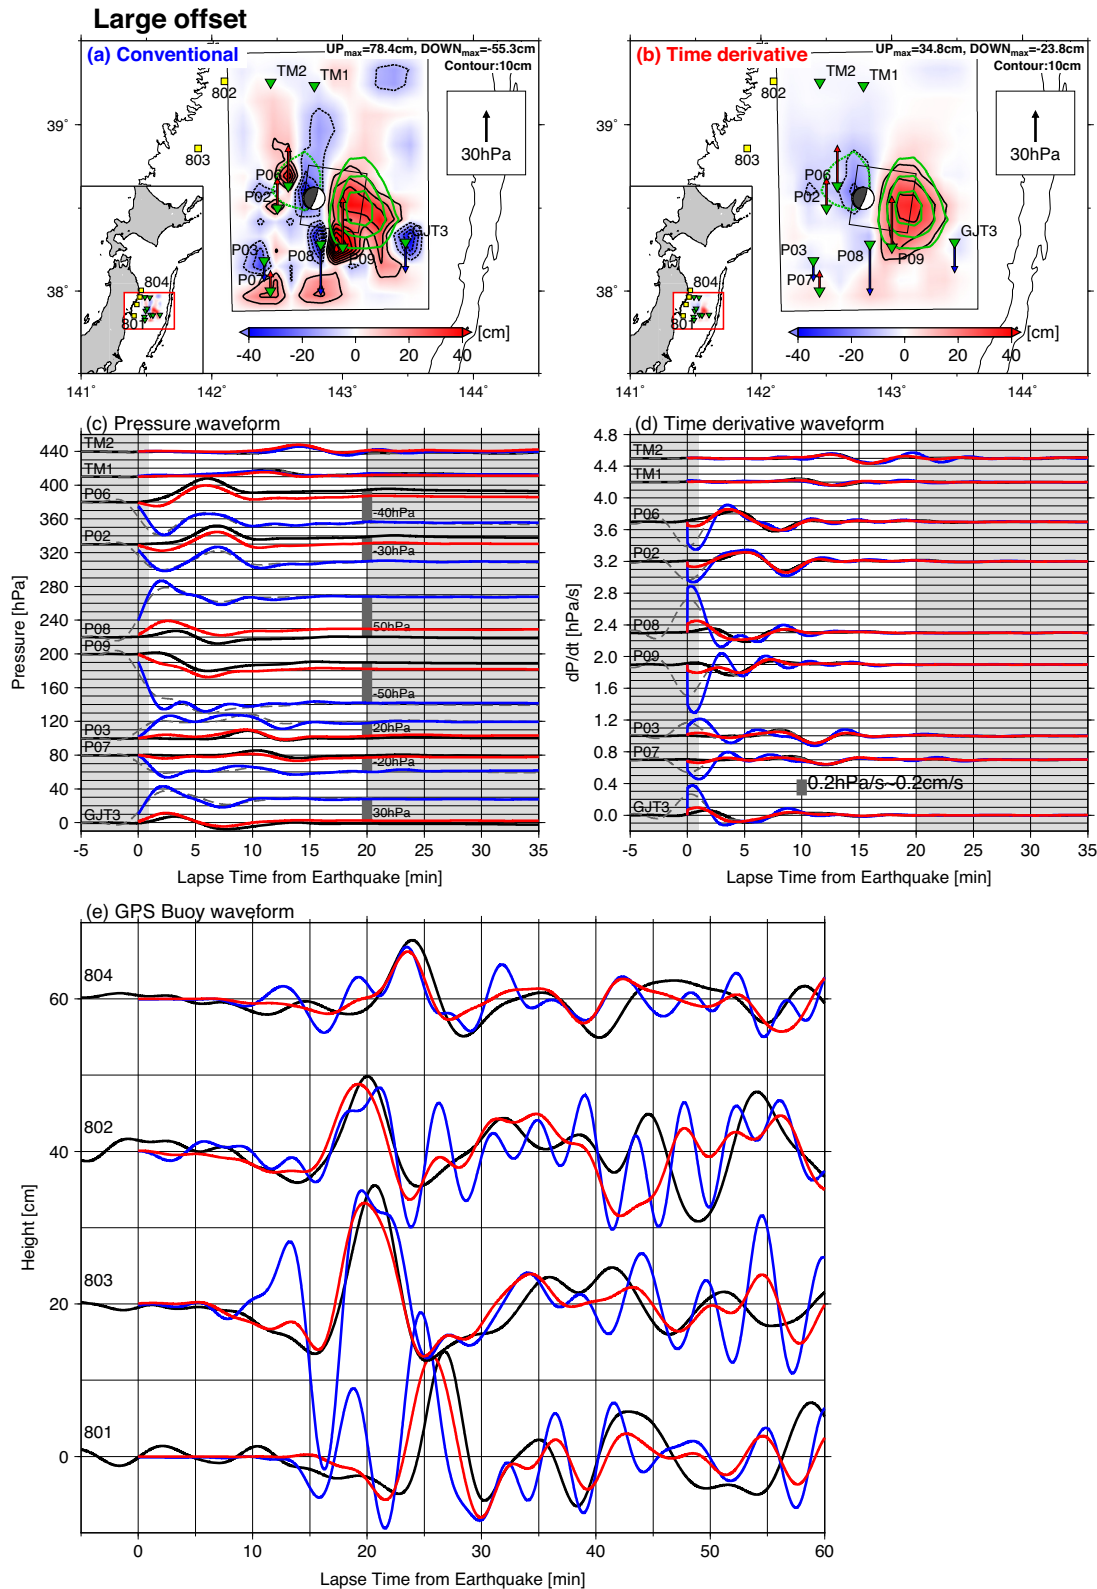 Large offset
(a) Conventional
UPmax=78.4cm, DOWNmax=-55.3cm
Contour:10cm
TM2
TM1
802
803
30hPa
P06
P02
P03
P08
P09
GJT3
P07
804
801
[cm]
-40 -20 0 20 40
39°
38°
141° 142° 143° 144°
(b) Time derivative
UPmax=34.8cm, DOWNmax=-23.8cm
Contour:10cm
TM2
TM1
802
803
30hPa
P06
P02
P03
P08
P09
GJT3
P07
804
801
[cm]
-40 -20 0 20 40
39°
38°
141° 142° 143° 144°
(c) Pressure waveform
Pressure [hPa]
440
400
360
320
280
240
200
160
120
80
40
0
TM2
TM1
P06
P02
P08
P09
P03
P07
GJT3
-40hPa
-30hPa
50hPa
-50hPa
20hPa
-20hPa
30hPa
-5 0 5 10 15 20 25 30 35
Lapse Time from Earthquake [min]
(d) Time derivative waveform
dP/dt [hPa/s]
4.8
4.4
4.0
3.6
3.2
2.8
2.4
2.0
1.6
1.2
0.8
0.4
0.0
TM2
TM1
P06
P02
P08
P09
P03
P07
GJT3
0.2hPa/s~0.2cm/s
-5 0 5 10 15 20 25 30 35
Lapse Time from Earthquake [min]
(e) GPS Buoy waveform
Height [cm]
60
40
20
0
804
802
803
801
0 10 20 30 40 50 60
Lapse Time from Earthquake [min]